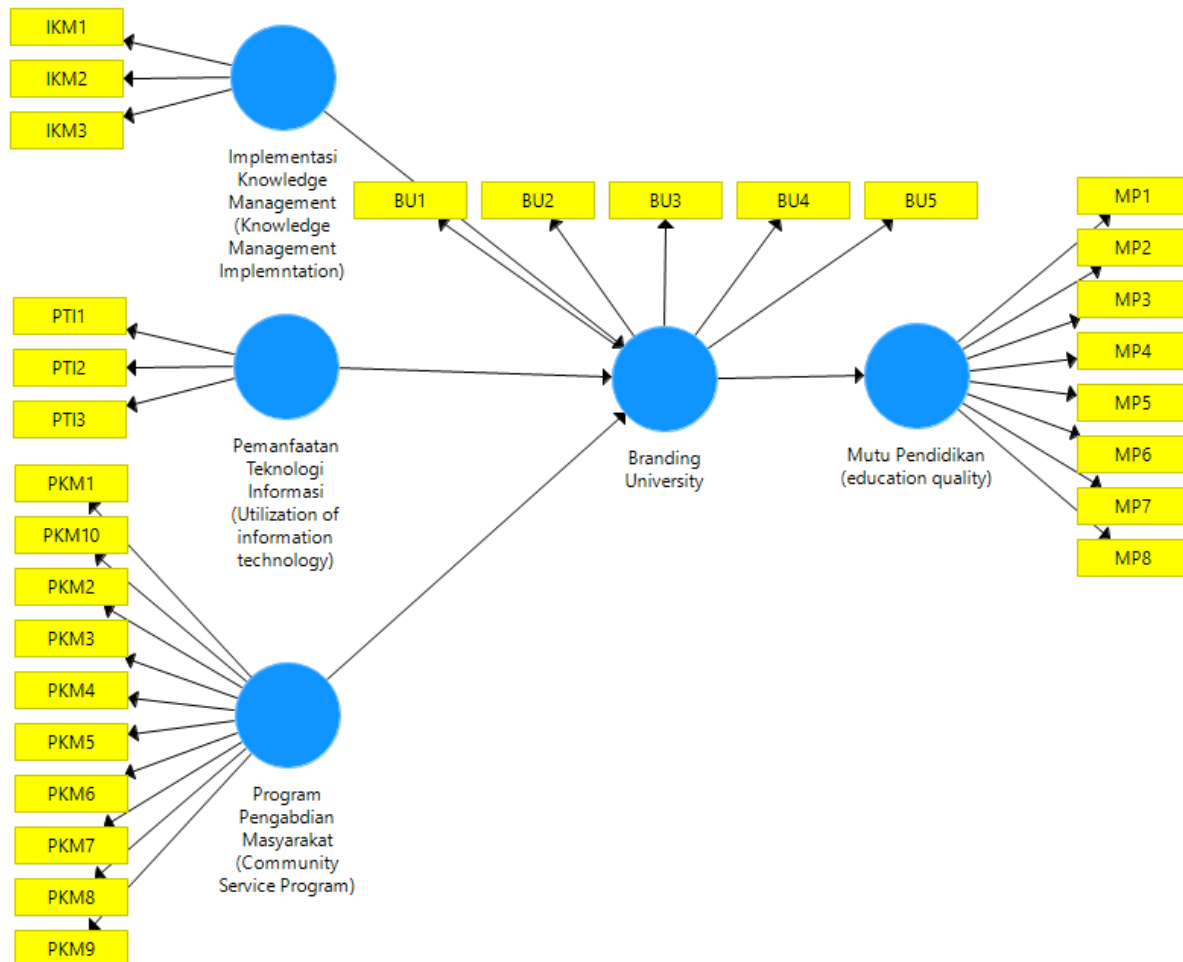 IKM1
IKM2
IKM3
Implementasi
Knowledge
Management
(Knowledge
Management
Implemntation)
BU1
BU2
BU3
BU4
BU5
MP1
MP2
MP3
MP4
MP5
MP6
MP7
MP8
PTI1
PTI2
PTI3
Pemanfaatan
Teknologi
Informasi
(Utilization of
information
technology)
Branding
University
Mutu Pendidikan
(education quality)
PKM1
PKM10
PKM2
PKM3
PKM4
PKM5
PKM6
PKM7
PKM8
PKM9
Program
Pengabdian
Masyarakat
(Community
Service Program)